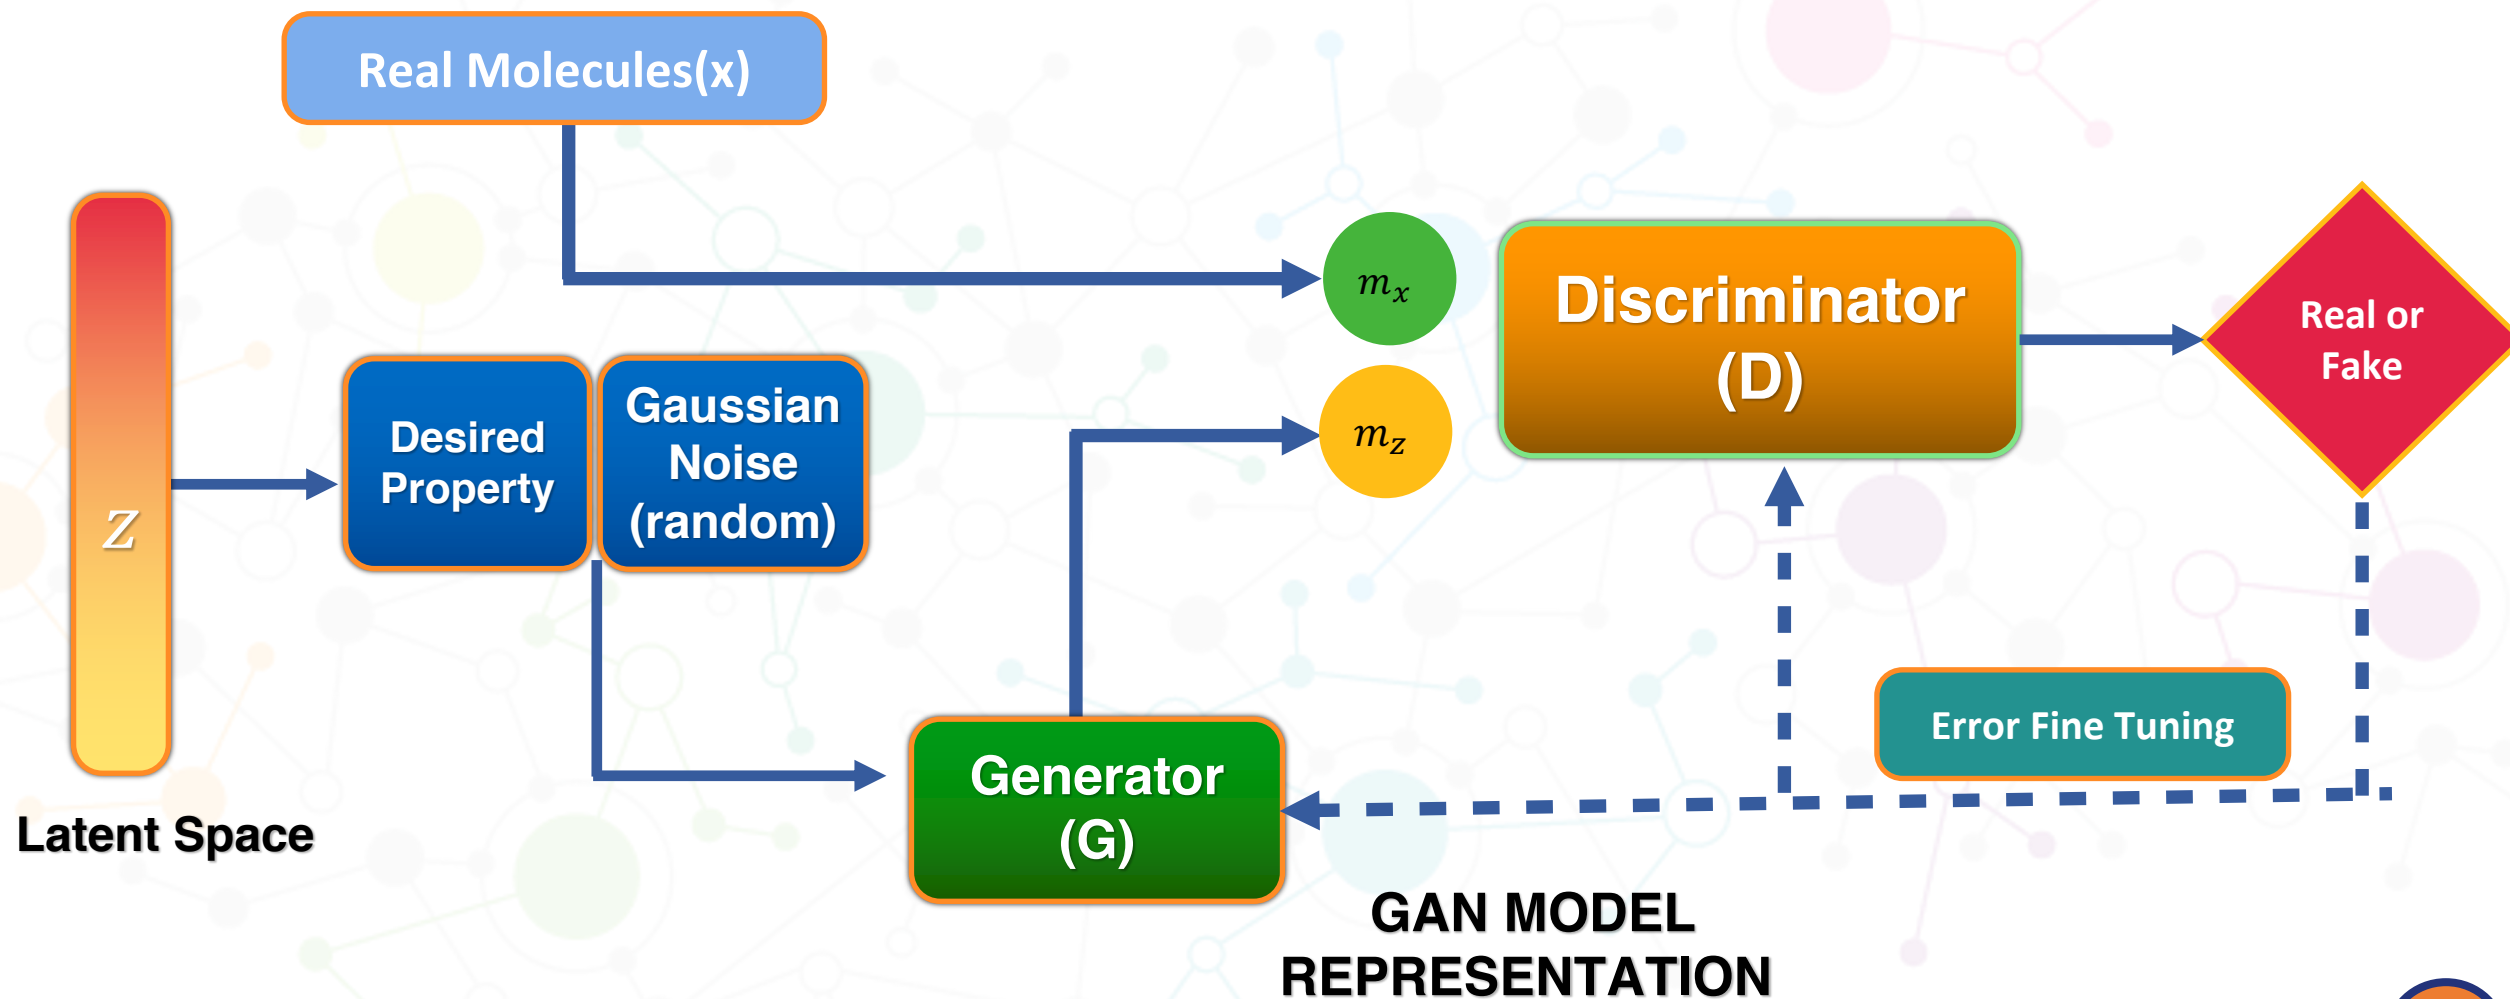 Real Molecules(x)
z
Latent Space
Desired
Property
Gaussian
Noise
(random)
Generator
(G)
m_x
m_z
Discriminator
(D)
Real or
Fake
Error Fine Tuning
GAN MODEL
REPRESENTATION